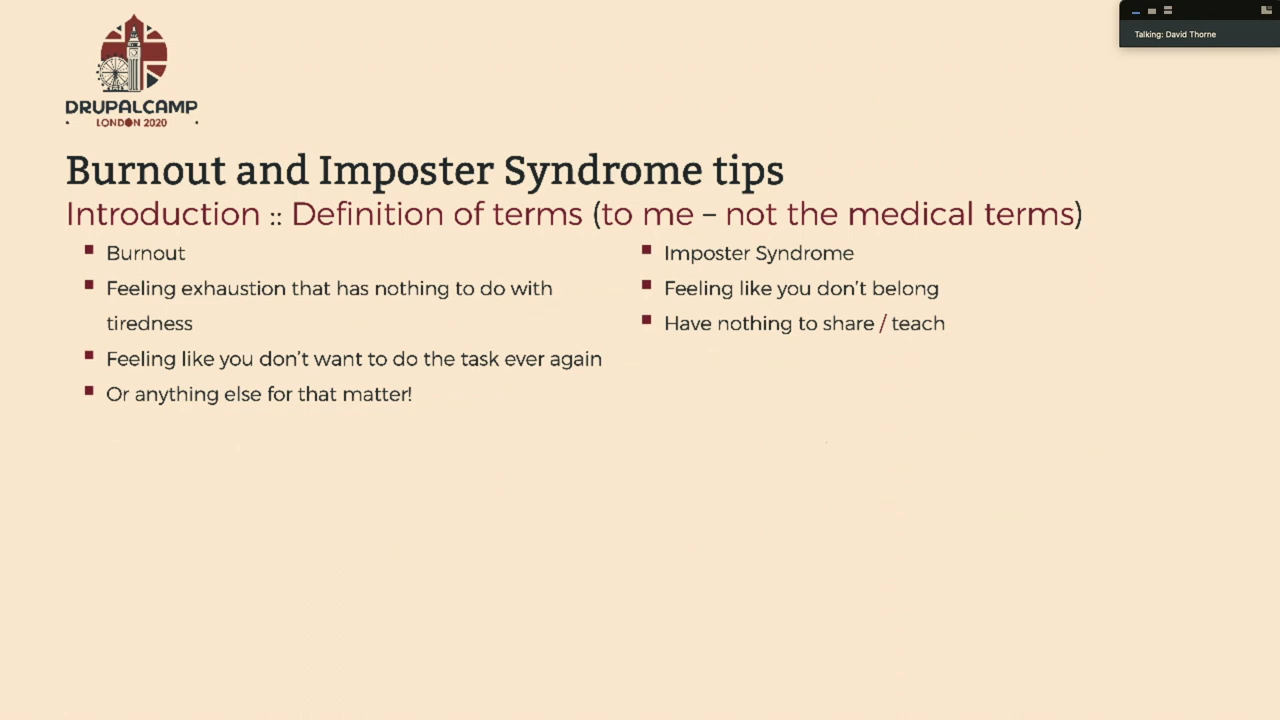 DRUPALCAMP
LONDON 2020
Talking: David Thorne
Burnout and Imposter Syndrome tips
Introduction :: Definition of terms (to me – not the medical terms)
Burnout
Feeling exhaustion that has nothing to do with
tiredness
Feeling like you don’t want to do the task ever again
Or anything else for that matter!
Imposter Syndrome
Feeling like you don’t belong
Have nothing to share / teach